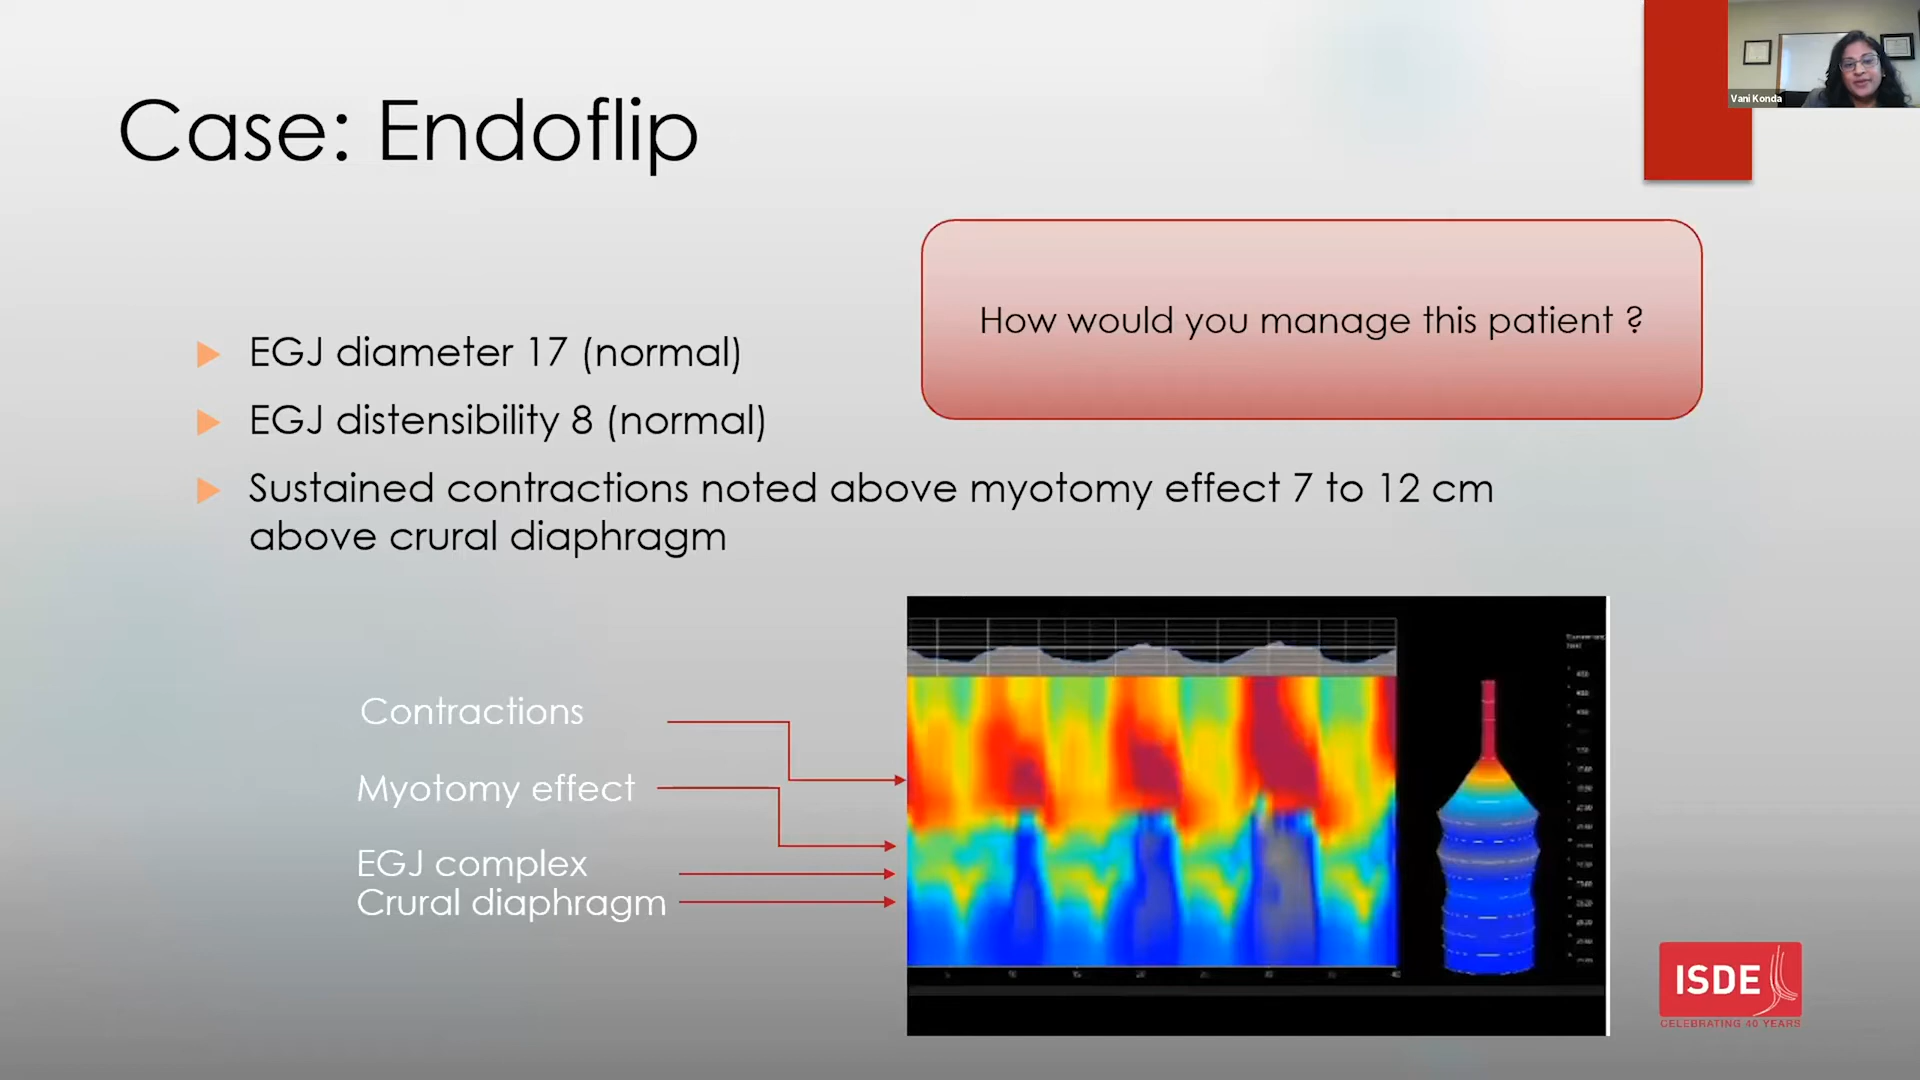 Vani Konda
Case: Endoflip
How would you manage this patient ?
EGJ diameter 17 (normal)
EGJ distensibility 8 (normal)
Sustained contractions noted above myotomy effect 7 to 12 cm
above crural diaphragm
Contractions
Myotomy effect
EGJ complex
Crural diaphragm
ISDE
CELEBRATING 40 YEARS